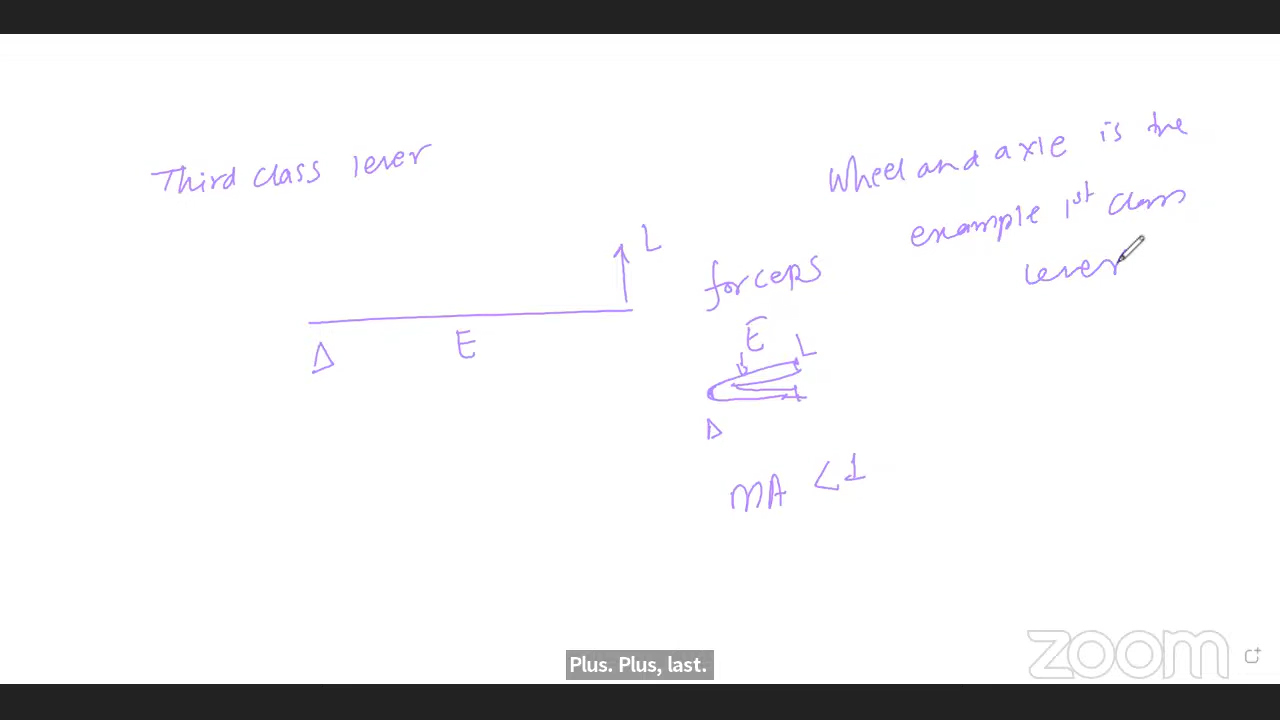 Third class lever
Wheel and axle is the
example 1st class
lever
L
forceps
Δ
E
E
L
Δ
MA <1
Plus. Plus, last.
zoom